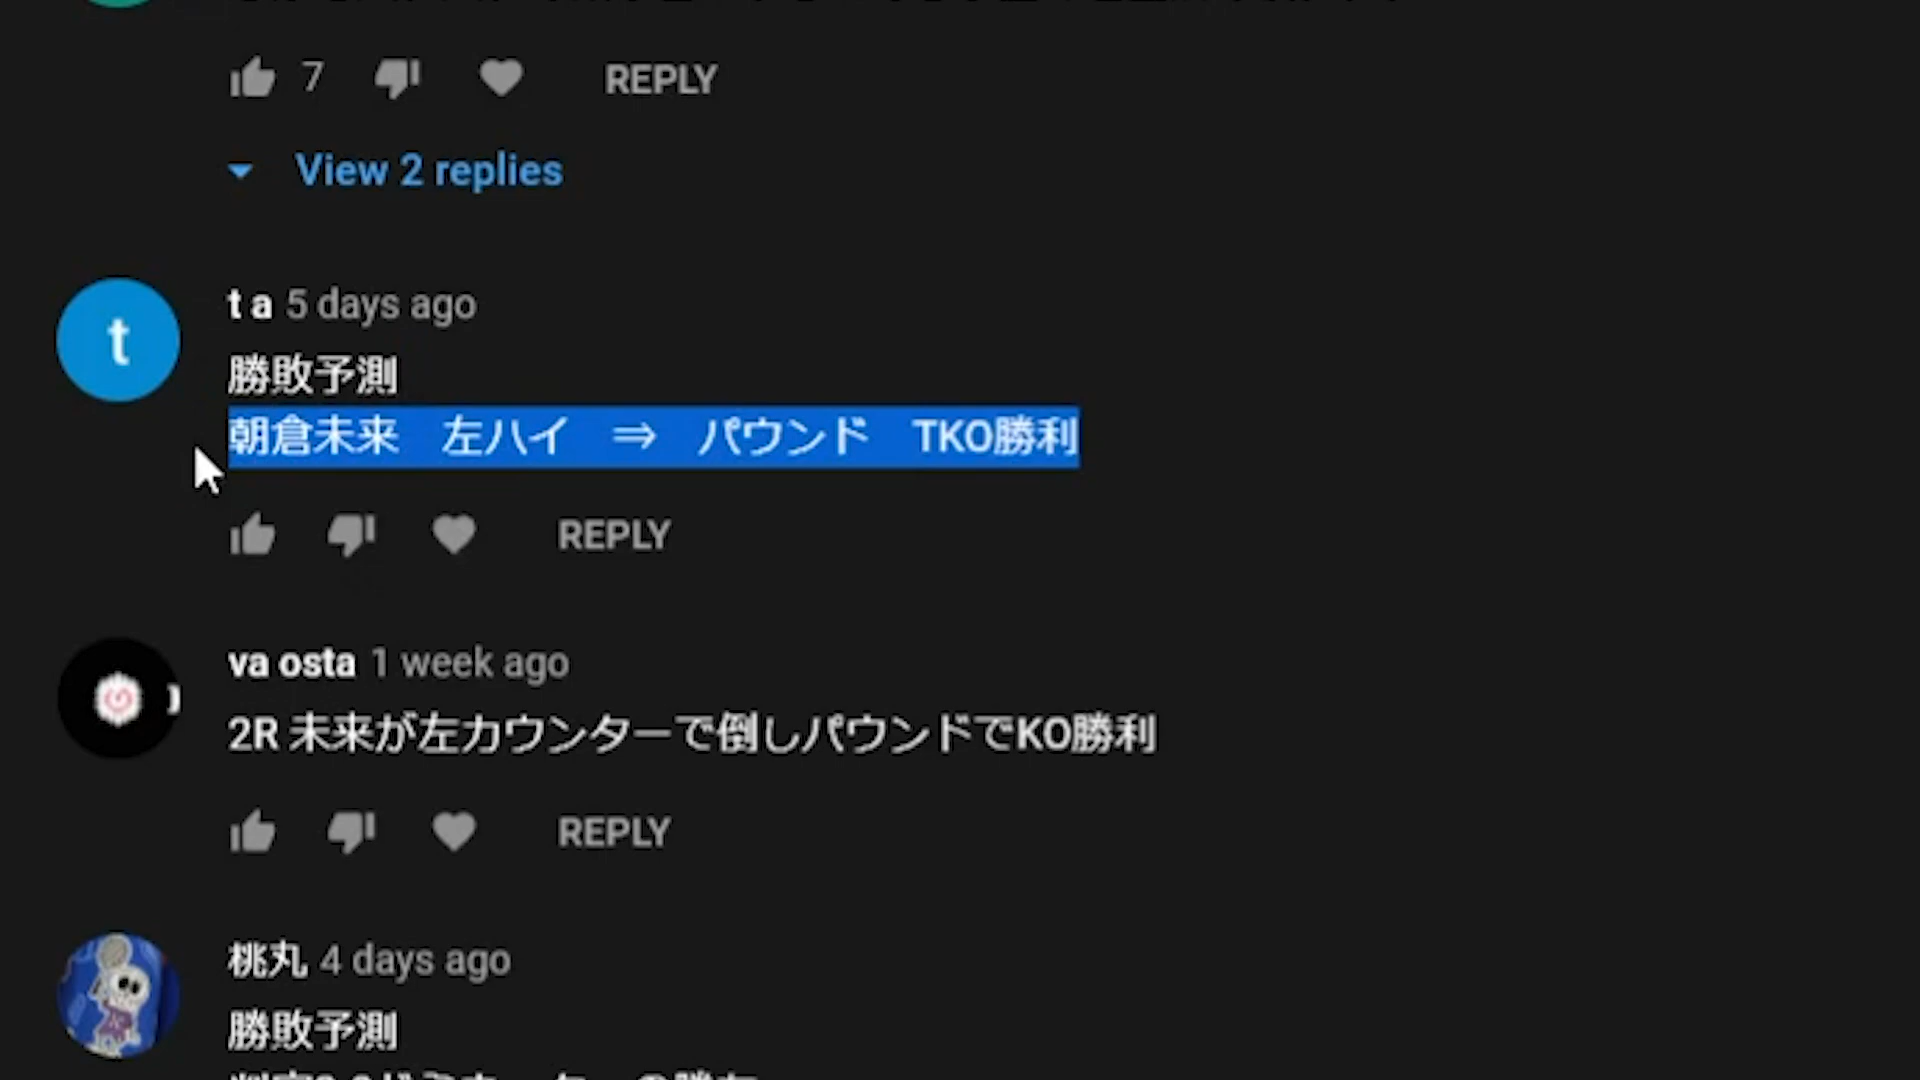 7 REPLY
View 2 replies
t
t a 5 days ago
勝敗予測
朝倉未来　左ハイ　⇒　パウンド　TKO勝利
REPLY
va osta 1 week ago
2R 未来が左カウンターで倒しパウンドでKO勝利
REPLY
桃丸 4 days ago
勝敗予測